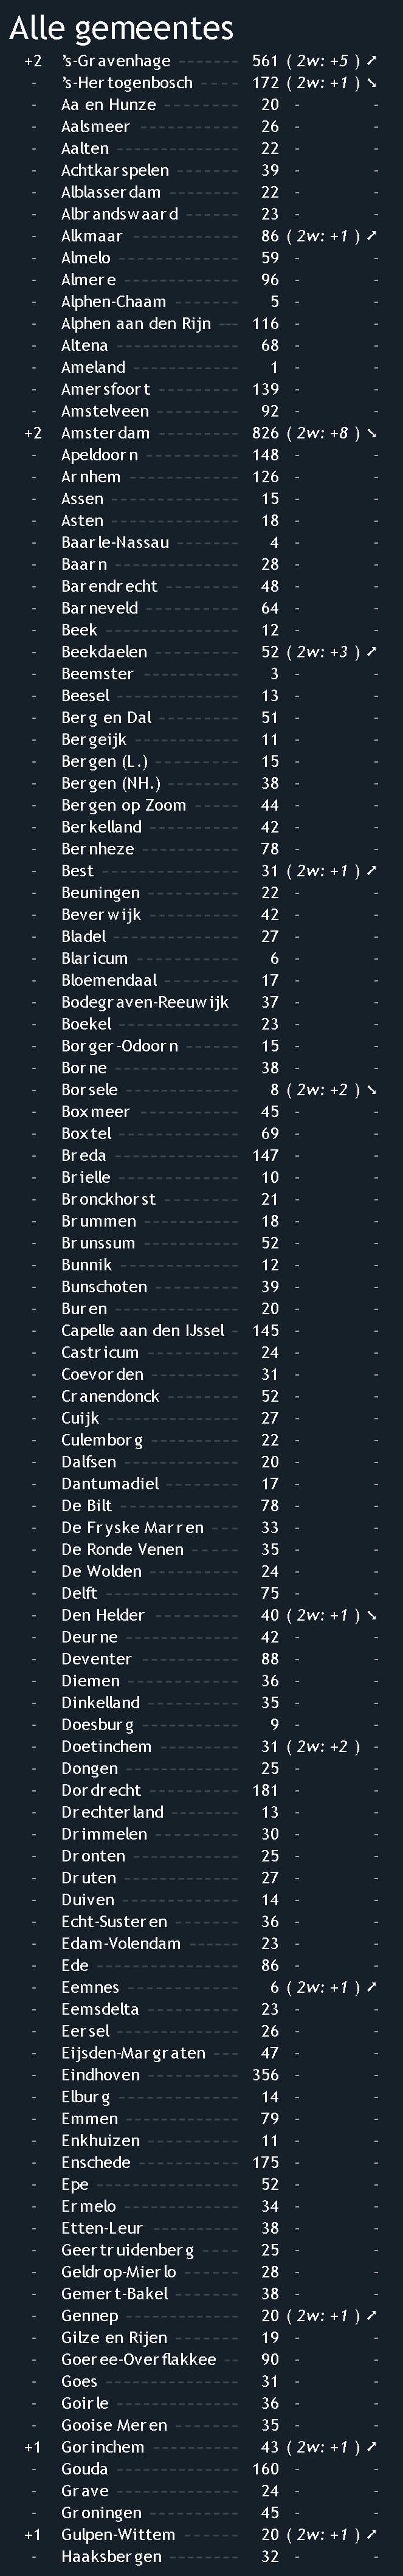 Alle gemeentes
+2 's-Gravenhage ------- 561 ( 2w: +5 ) ➚
- 's-Hertogenbosch ----- 172 ( 2w: +1 ) ➘
- Aa en Hunze --------- 20 - -
- Aalsmeer ----------- 26 - -
- Aalten ------------- 22 - -
- Achtkarspelen ------- 39 - -
- Alblasserdam -------- 22 - -
- Albrandswaard ------ 23 - -
- Alkmaar ------------ 86 ( 2w: +1 ) ➚
- Almelo ------------- 59 - -
- Almere ------------- 96 - -
- Alphen-Chaam ------- 5 - -
- Alphen aan den Rijn -- 116 - -
- Altena ------------- 68 - -
- Ameland ------------ 1 - -
- Amersfoort --------- 139 - -
- Amstelveen --------- 92 - -
+2 Amsterdam --------- 826 ( 2w: +8 ) ➘
- Apeldoorn ---------- 148 - -
- Arnhem ------------ 126 - -
- Assen -------------- 15 - -
- Asten -------------- 18 - -
- Baarle-Nassau ------- 4 - -
- Baarn -------------- 28 - -
- Barendrecht -------- 48 - -
- Barneveld ---------- 64 - -
- Beek --------------- 12 - -
- Beekdaelen --------- 52 ( 2w: +3 ) ➚
- Beemster ----------- 3 - -
- Beesel ------------- 13 - -
- Berg en Dal --------- 51 - -
- Bergeijk ------------ 11 - -
- Bergen (L.) --------- 15 - -
- Bergen (NH.) -------- 38 - -
- Bergen op Zoom ----- 44 - -
- Berkelland ---------- 42 - -
- Bernheze ----------- 78 - -
- Best --------------- 31 ( 2w: +1 ) ➚
- Beuningen ---------- 22 - -
- Beverwijk ---------- 42 - -
- Bladel ------------- 27 - -
- Blaricum ----------- 6 - -
- Bloemendaal -------- 17 - -
- Bodegraven-Reeuwijk 37 - -
- Boekel ------------- 23 - -
- Borger-Odoorn ------ 15 - -
- Borne -------------- 38 - -
- Borsele ------------ 8 ( 2w: +2 ) ➘
- Boxmeer ----------- 45 - -
- Boxtel ------------- 69 - -
- Breda -------------- 147 - -
- Brielle ------------- 10 - -
- Bronckhorst -------- 21 - -
- Brummen ---------- 18 - -
- Brunssum ---------- 52 - -
- Bunnik ------------- 12 - -
- Bunschoten --------- 39 - -
- Buren -------------- 20 - -
- Capelle aan den IJssel - 145 - -
- Castricum ---------- 24 - -
- Coevorden ---------- 31 - -
- Cranendonck -------- 52 - -
- Cuijk -------------- 27 - -
- Culemborg ---------- 22 - -
- Dalfsen ------------ 20 - -
- Dantumadiel -------- 17 - -
- De Bilt ------------- 78 - -
- De Fryske Marren ---- 33 - -
- De Ronde Venen ----- 35 - -
- De Wolden ---------- 24 - -
- Delft -------------- 75 - -
- Den Helder --------- 40 ( 2w: +1 ) ➘
- Deurne ------------- 42 - -
- Deventer ----------- 88 - -
- Diemen ------------ 36 - -
- Dinkelland ---------- 35 - -
- Doesburg ----------- 9 - -
- Doetinchem --------- 31 ( 2w: +2 ) -
- Dongen ------------ 25 - -
- Dordrecht ---------- 181 - -
- Drechterland -------- 13 - -
- Drimmelen --------- 30 - -
- Dronten ------------ 25 - -
- Druten ------------- 27 - -
- Duiven ------------- 14 - -
- Echt-Susteren ------- 36 - -
- Edam-Volendam ----- 23 - -
- Ede --------------- 86 - -
- Eemnes ------------ 6 ( 2w: +1 ) ➚
- Eemsdelta ---------- 23 - -
- Eersel ------------- 26 - -
- Eijsden-Margraten --- 47 - -
- Eindhoven ---------- 356 - -
- Elburg ------------- 14 - -
- Emmen ------------ 79 - -
- Enkhuizen ---------- 11 - -
- Enschede ---------- 175 - -
- Epe --------------- 52 - -
- Ermelo ------------- 34 - -
- Etten-Leur ---------- 38 - -
- Geertruidenberg ---- 25 - -
- Geldrop-Mierlo ------ 28 - -
- Gemert-Bakel ------- 38 - -
- Gennep ------------ 20 ( 2w: +1 ) ➚
- Gilze en Rijen ------- 19 - -
- Goeree-Overflakkee -- 90 - -
- Goes -------------- 31 - -
- Goirle ------------- 36 - -
- Gooise Meren ------- 35 - -
+1 Gorinchem ---------- 43 ( 2w: +1 ) ➚
- Gouda ------------- 160 - -
- Grave -------------- 24 - -
- Groningen ---------- 45 - -
+1 Gulpen-Wittem ------ 20 ( 2w: +1 ) ➚
- Haaksbergen -------- 32 - -